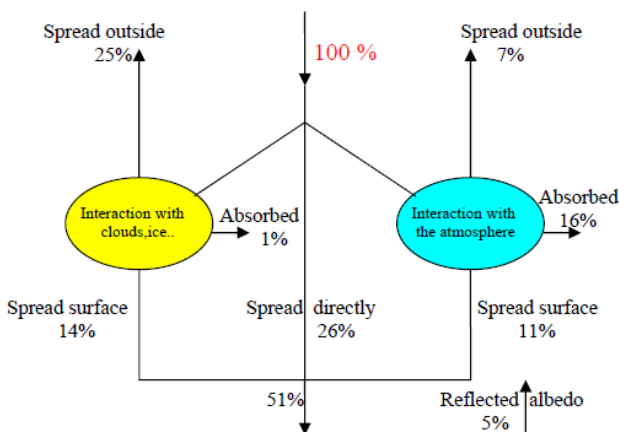 Spread outside
25%
100 %
Spread outside
7%
Interaction with
clouds,ice..
Absorbed
1%
Interaction with
the atmosphere
Absorbed
16%
Spread surface
14%
Spread directly
26%
Spread surface
11%
51%
Reflected albedo
5%